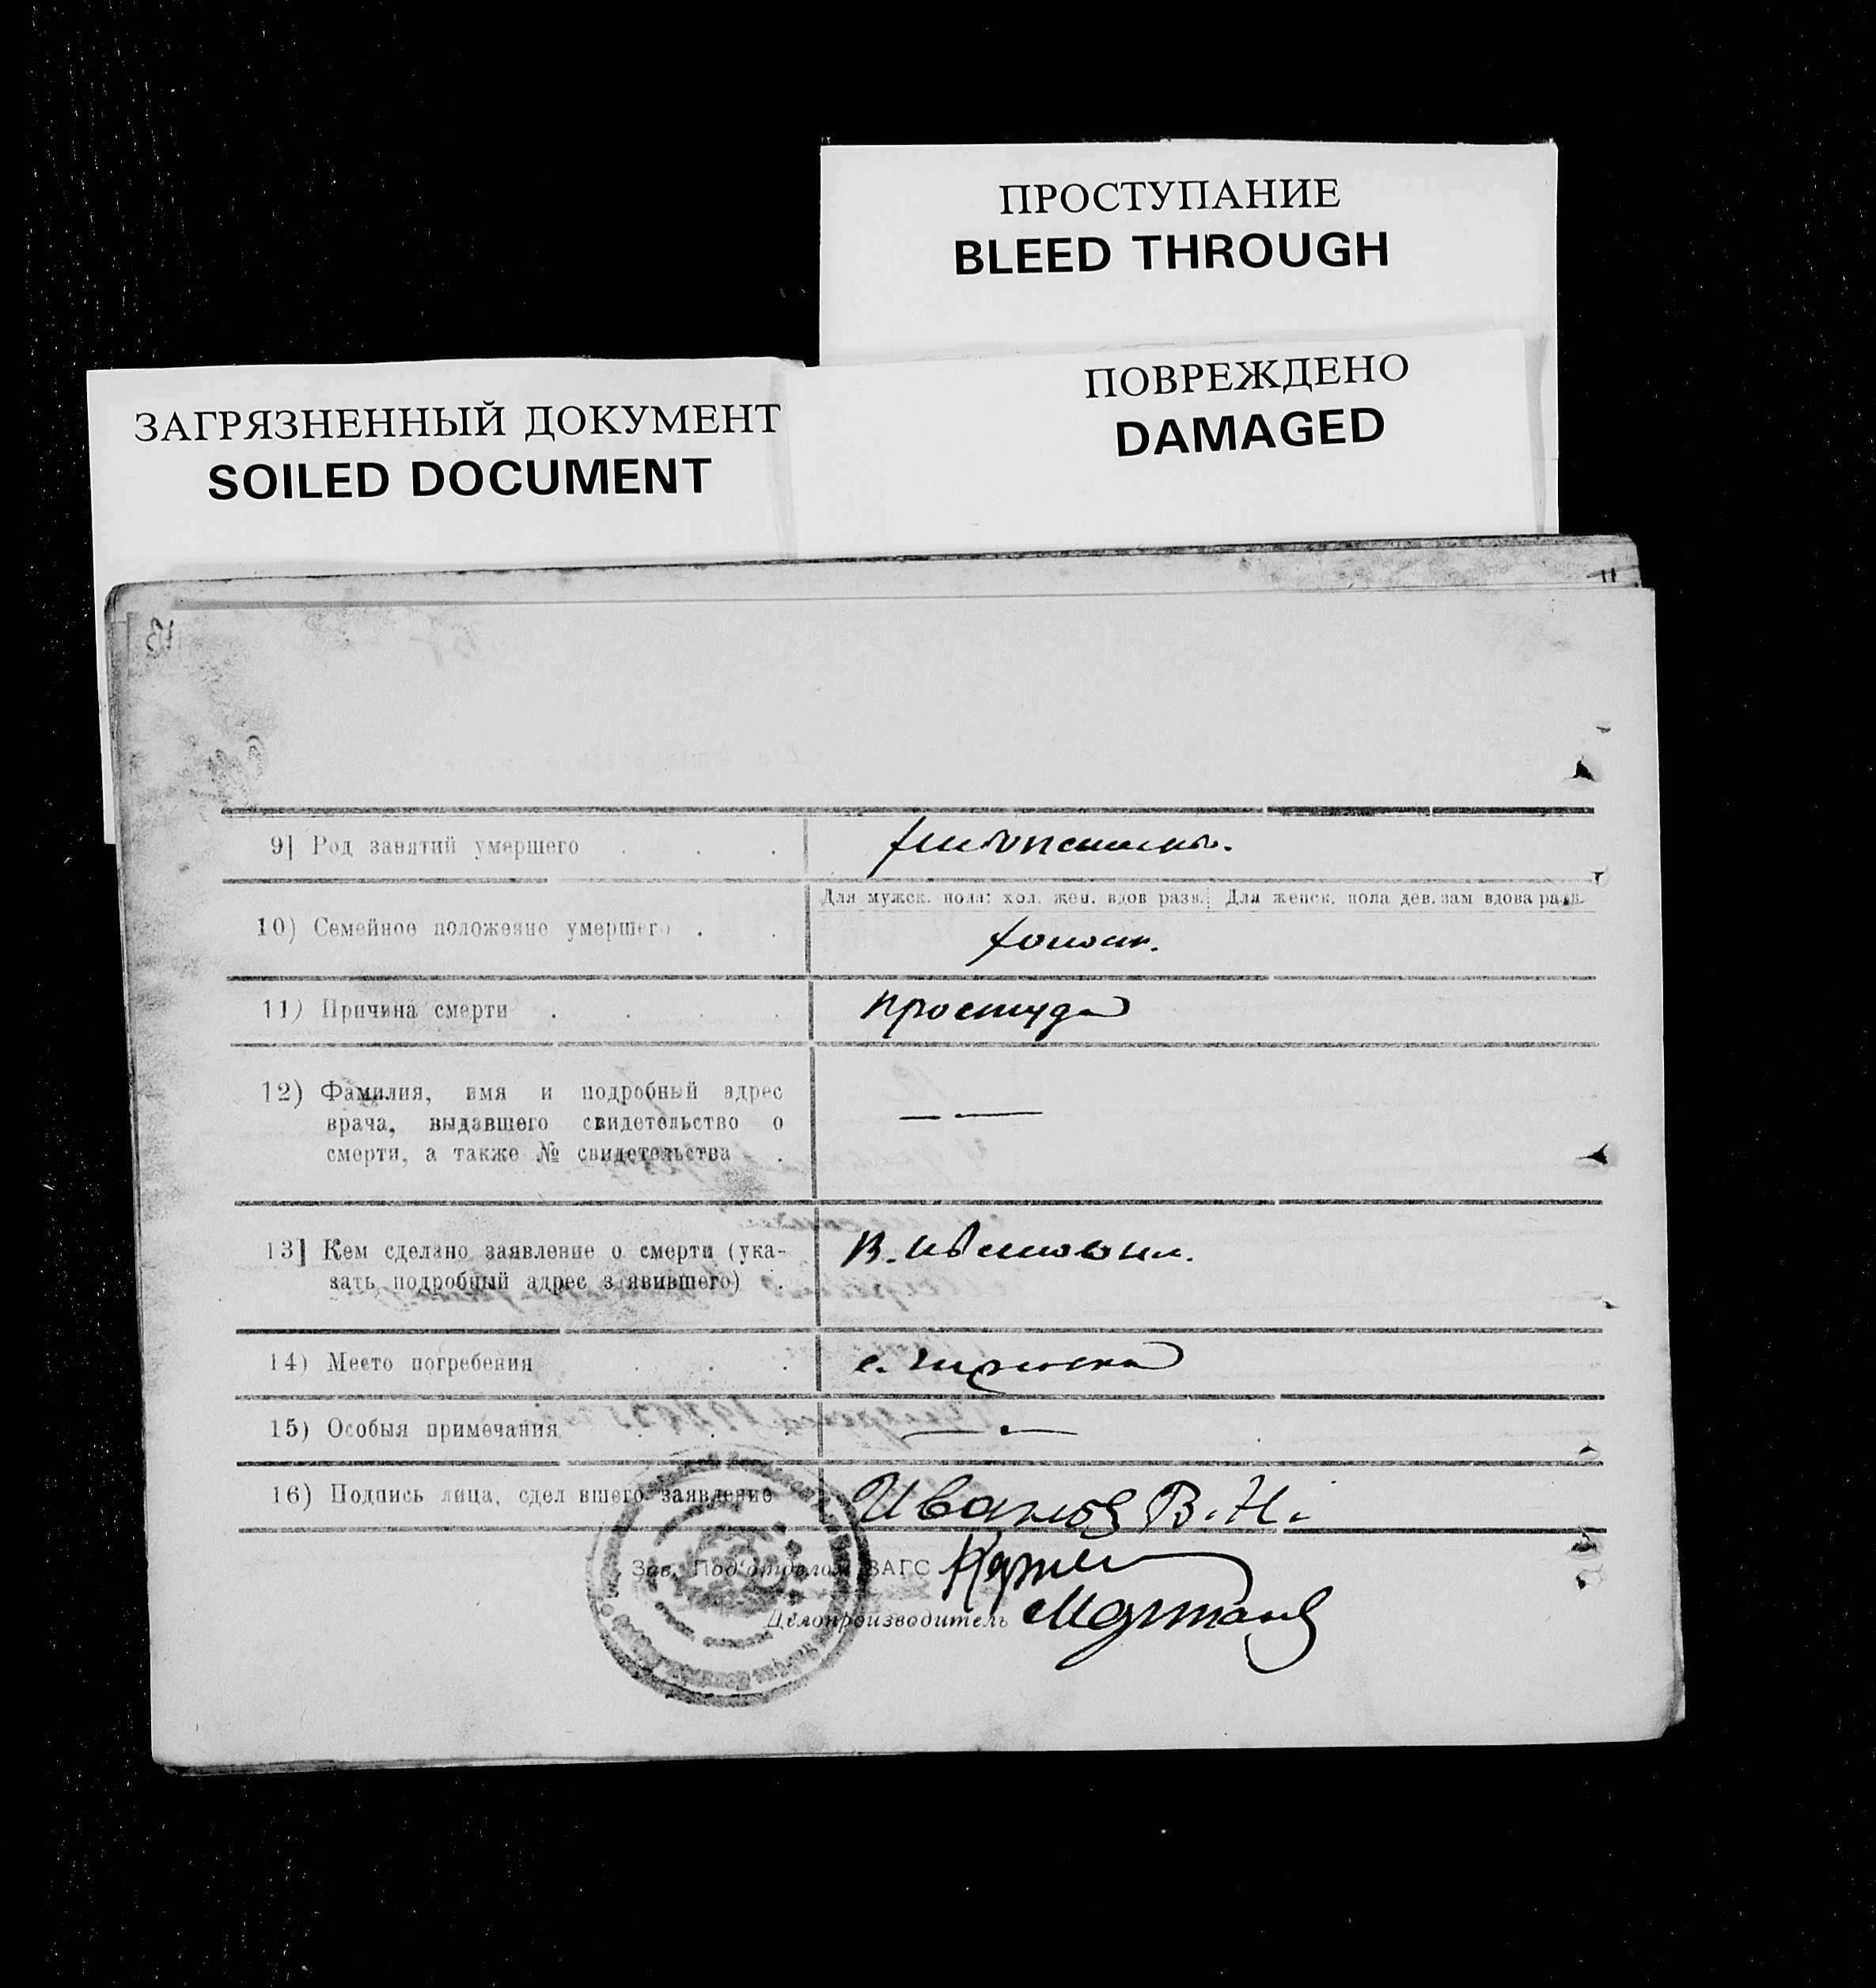 ПРОСТУПАНИЕ
BLEED THROUGH
ПОВРЕЖДЕНО
DAMAGED
ЗАГРЯЗНЕННЫЙ ДОКУМЕНТ
SOILED DOCUMENT
9] Род занятий умершего . . . хлебопашец.
Для мужск. пола: хол. жен. вдов разв. Для женск. пола дев. зам вдова разв.
10) Семейное положение умершего . . холост.
11) Причина смерти . . . . простуда
12) Фамилия, имя и подробный адрес
врача, выдавшего свидетельство о
смерти, а также № свидетельства .
13] Кем сделано заявление о смерти (ука- В.
зать подробный адрес заявившего) .
14) Место погребения . . . с.
15) Особыя примечания
16) Подпись лица, сделавшего заявление Иванов В. Н.
Зав. Под'отделом ЗАГС
Делопроизводитель